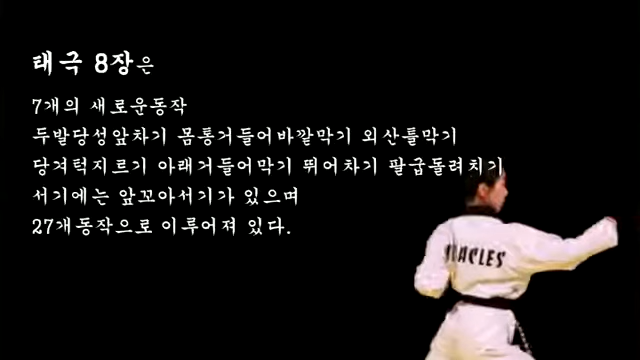 태극 8장은
7개의 새로운동작
두발당성앞차기 몸통거들어바깥막기 외산틀막기
당겨턱지르기 아래거들어막기 뛰어차기 팔굽돌려치기
서기에는 앞꼬아서기가 있으며
27개동작으로 이루어져 있다.